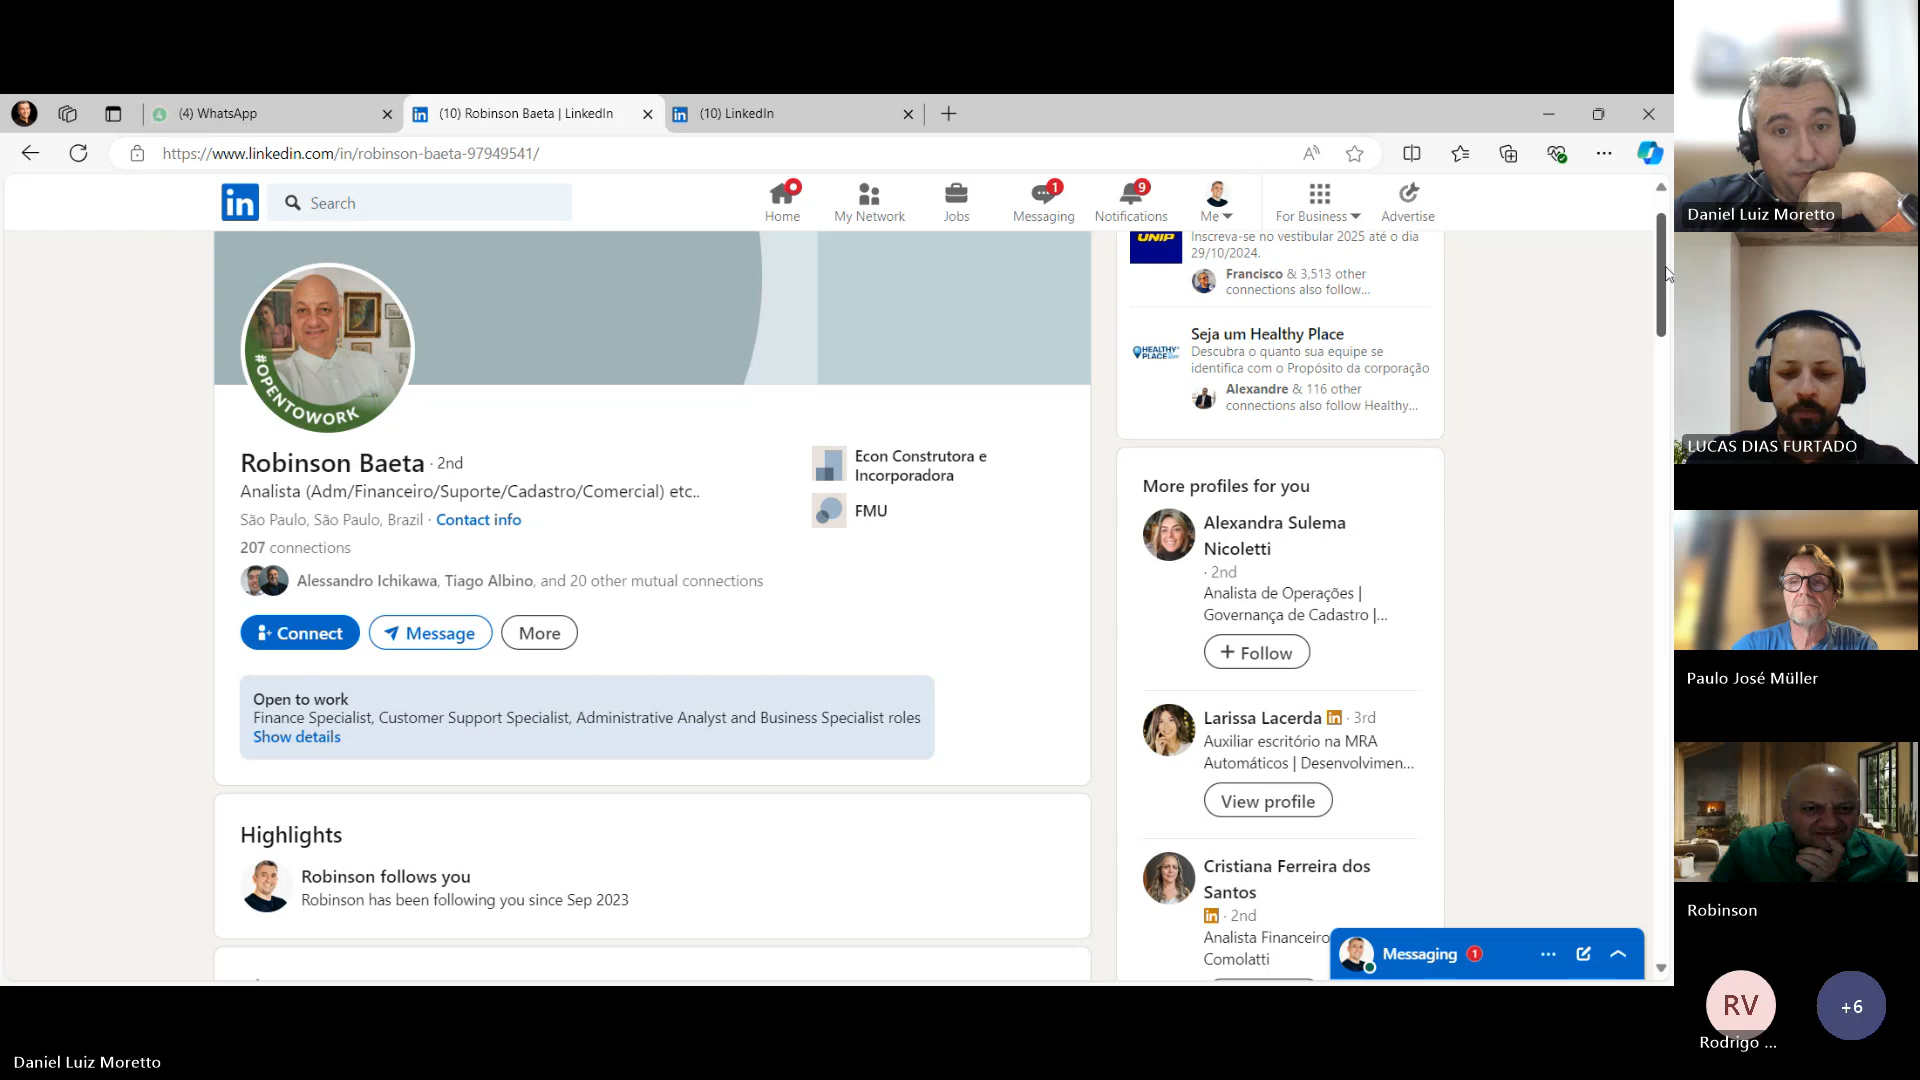 (4) WhatsApp
(10) Robinson Baeta | LinkedIn
(10) LinkedIn
https://www.linkedin.com/in/robinson-baeta-97949541/
in
Search
Home
My Network
Jobs
1
Messaging
9
Notifications
Me
For Business
Advertise
#OPENTOWORK
Robinson Baeta · 2nd
Analista (Adm/Financeiro/Suporte/Cadastro/Comercial) etc..
São Paulo, São Paulo, Brazil · Contact info
207 connections
Alessandro Ichikawa, Tiago Albino, and 20 other mutual connections
Connect
Message
More
Econ Construtora e
Incorporadora
FMU
Open to work
Finance Specialist, Customer Support Specialist, Administrative Analyst and Business Specialist roles
Show details
Highlights
Robinson follows you
Robinson has been following you since Sep 2023
UNIP
Inscreva-se no vestibular 2025 até o dia
29/10/2024.
Francisco & 3,513 other
connections also follow...
HEALTHY
PLACE
Seja um Healthy Place
Descubra o quanto sua equipe se
identifica com o Propósito da corporação
Alexandre & 116 other
connections also follow Healthy...
More profiles for you
Alexandra Sulema
Nicoletti
· 2nd
Analista de Operações |
Governança de Cadastro |...
+ Follow
Larissa Lacerda in · 3rd
Auxiliar escritório na MRA
Automáticos | Desenvolvimen...
View profile
Cristiana Ferreira dos
Santos
in · 2nd
Analista Financeiro
Comolatti
Messaging 1
Daniel Luiz Moretto
LUCAS DIAS FURTADO
Paulo José Müller
Robinson
RV
Rodrigo ...
+6
Daniel Luiz Moretto